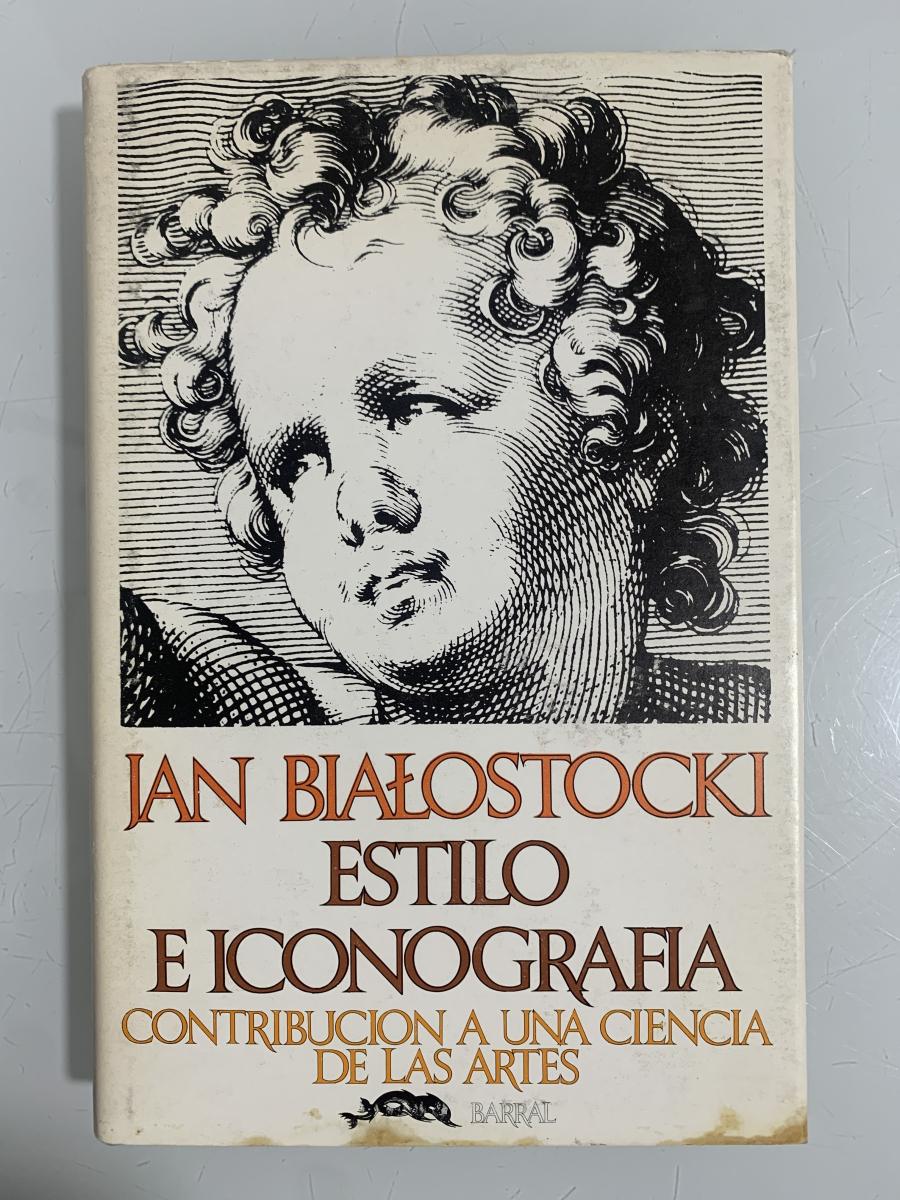 JAN BIAŁOSTOCKI
ESTILO
E ICONOGRAFIA
CONTRIBUCION A UNA CIENCIA
DE LAS ARTES
BARRAL